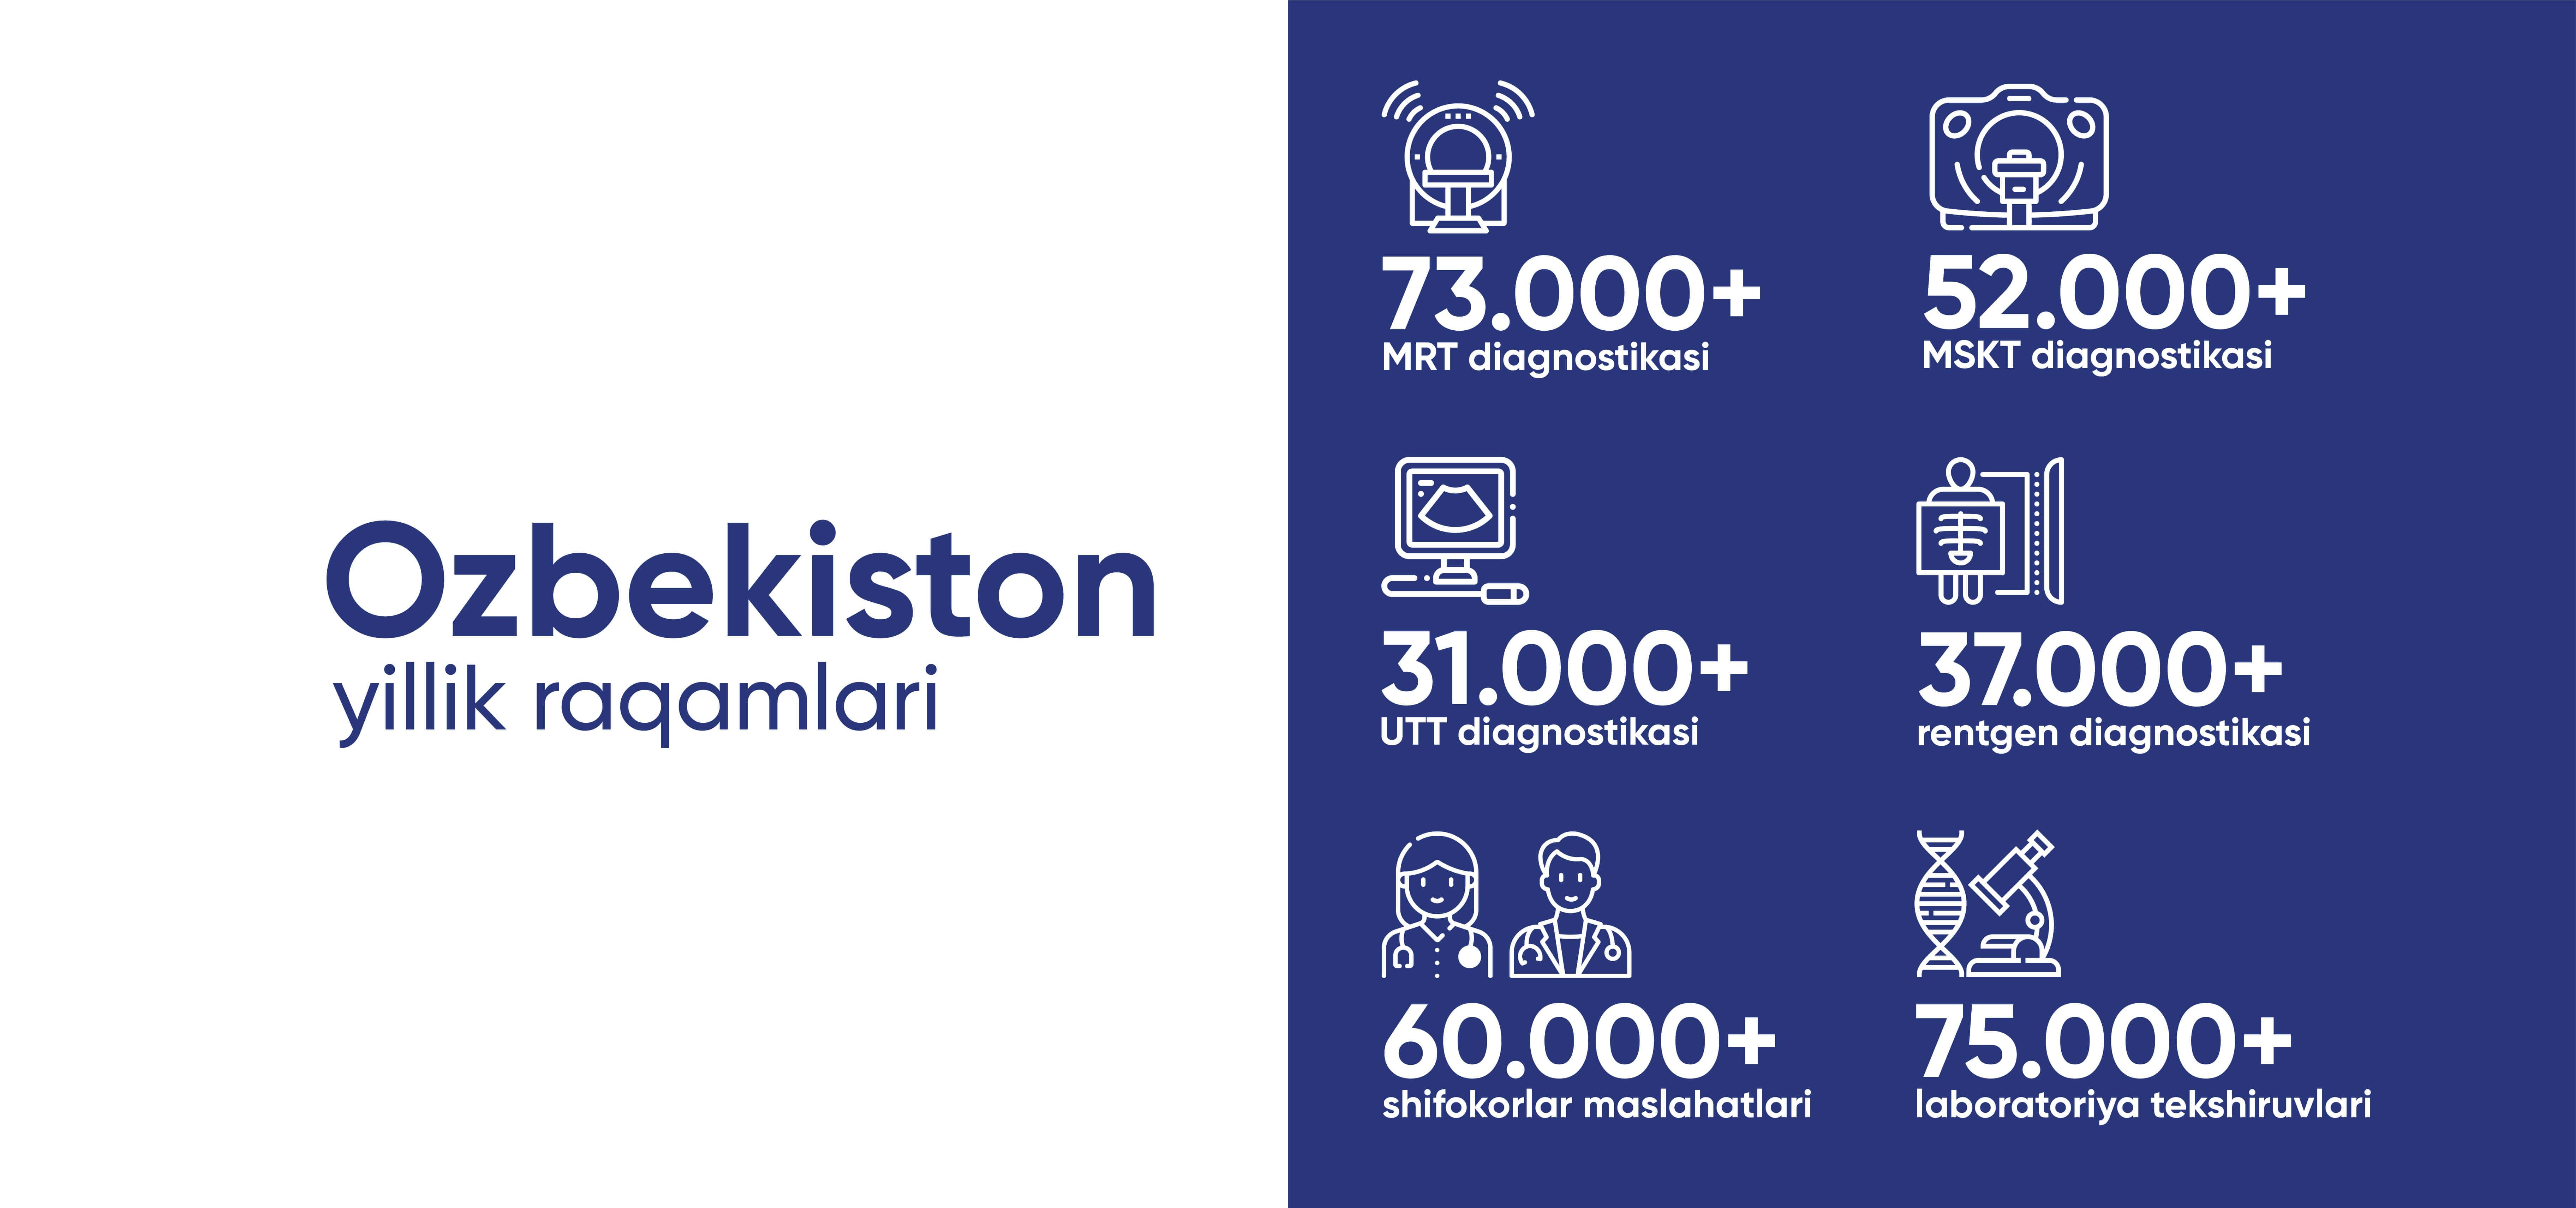 Ozbekiston
yillik raqamlari
73.000+
MRT diagnostikasi
52.000+
MSKT diagnostikasi
31.000+
UTT diagnostikasi
37.000+
rentgen diagnostikasi
60.000+
shifokorlar maslahatlari
75.000+
laboratoriya tekshiruvlari